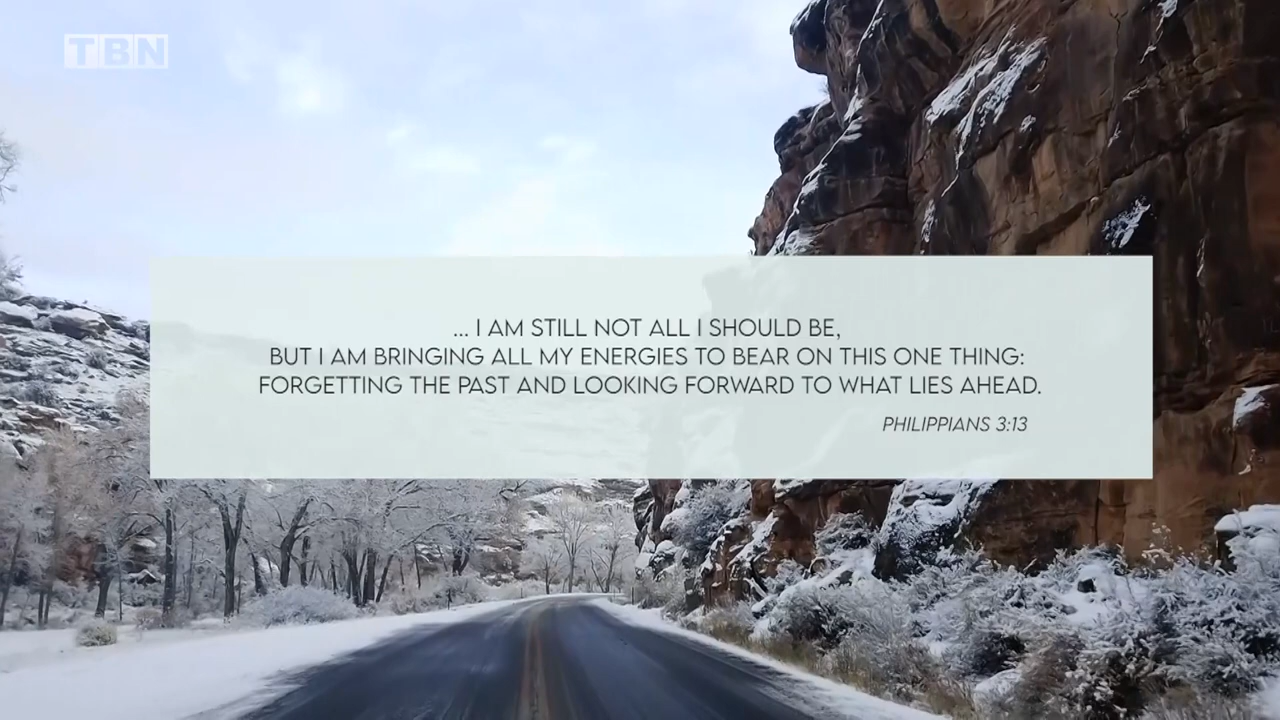 TBN
... I AM STILL NOT ALL I SHOULD BE,
BUT I AM BRINGING ALL MY ENERGIES TO BEAR ON THIS ONE THING:
FORGETTING THE PAST AND LOOKING FORWARD TO WHAT LIES AHEAD.
PHILIPPIANS 3:13